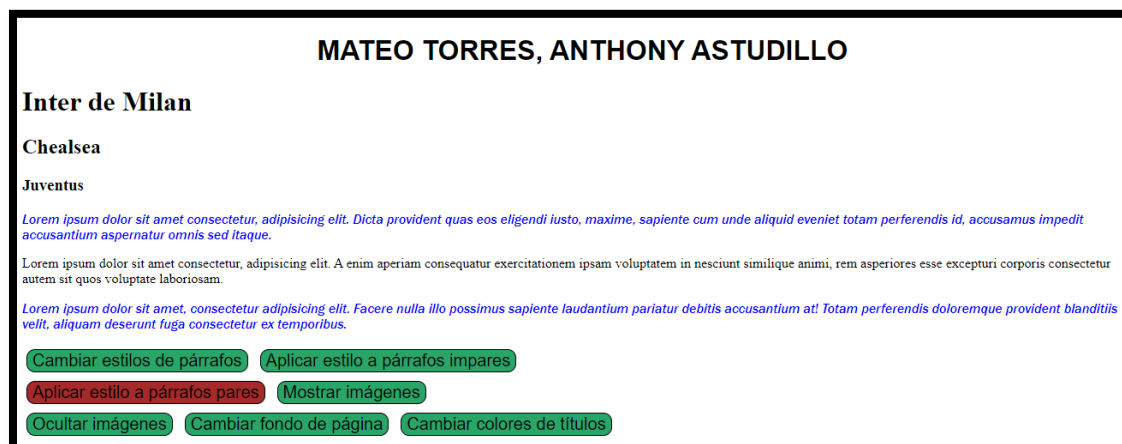 MATEO TORRES, ANTHONY ASTUDILLO
Inter de Milan
Chealsea
Juventus
Lorem ipsum dolor sit amet consectetur, adipisicing elit. Dicta provident quas eos eligendi iusto, maxime, sapiente cum unde aliquid eveniet totam perferendis id, accusamus impedit
accusantium aspernatur omnis sed itaque.
Lorem ipsum dolor sit amet consectetur, adipisicing elit. A enim aperiam consequatur exercitationem ipsam voluptatem in nesciunt similique animi, rem asperiores esse excepturi corporis consectetur
autem sit quos voluptate laboriosam.
Lorem ipsum dolor sit amet, consectetur adipisicing elit. Facere nulla illo possimus sapiente laudantium pariatur debitis accusantium at! Totam perferendis doloremque provident blanditiis
velit, aliquam deserunt fuga consectetur ex temporibus.
Cambiar estilos de párrafos Aplicar estilo a párrafos impares
Aplicar estilo a párrafos pares Mostrar imágenes
Ocultar imágenes Cambiar fondo de página Cambiar colores de títulos